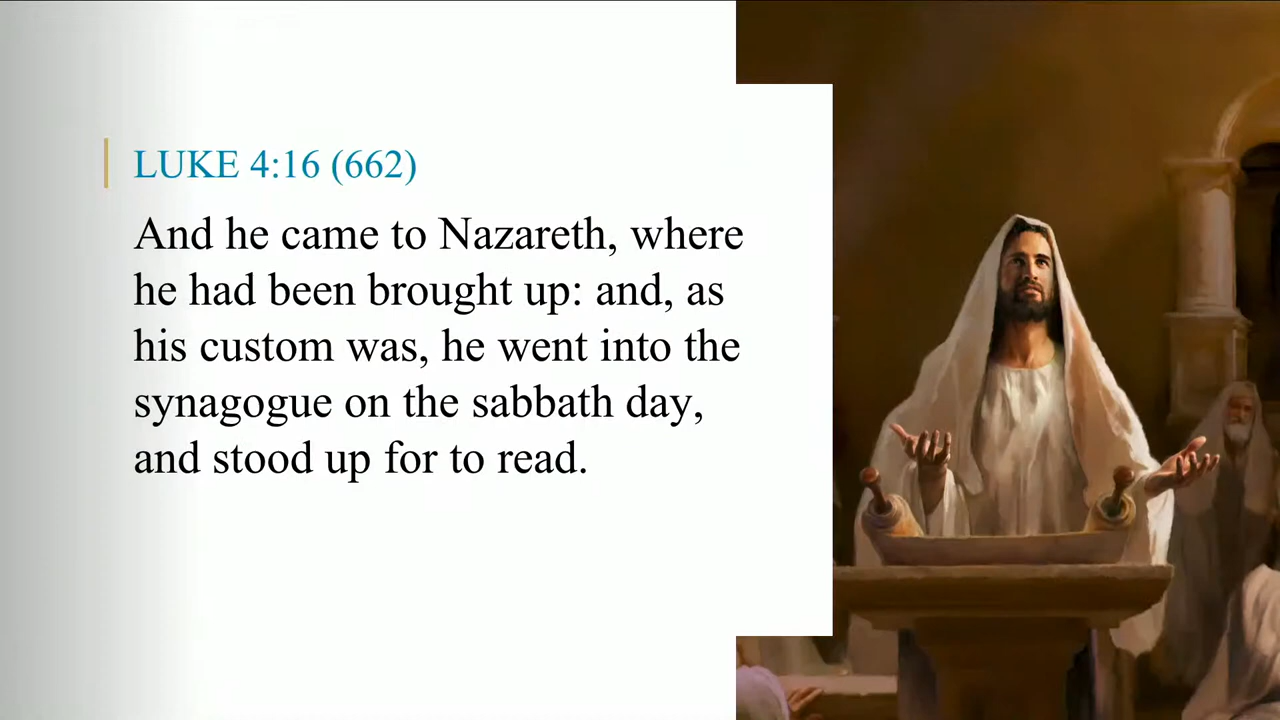 LUKE 4:16 (662)
And he came to Nazareth, where
he had been brought up: and, as
his custom was, he went into the
synagogue on the sabbath day,
and stood up for to read.